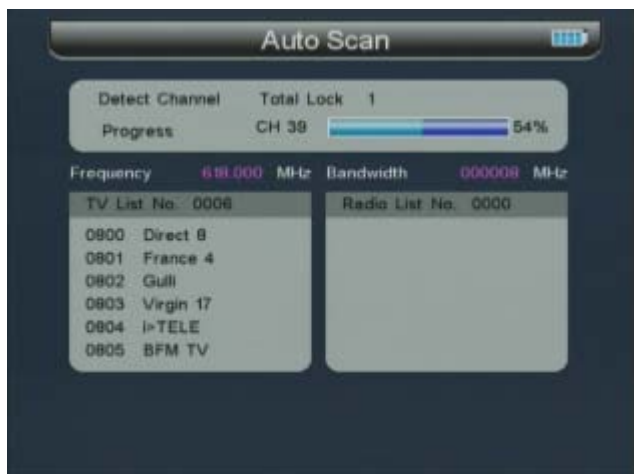 Auto Scan
Detect Channel Total Lock 1
Progress CH 39 54%
Frequency 618.000 MHz Bandwidth 000008 MHz
TV List No. 0006
0800 Direct 8
0801 France 4
0802 Gulli
0803 Virgin 17
0804 i>TELE
0805 BFM TV
Radio List No. 0000